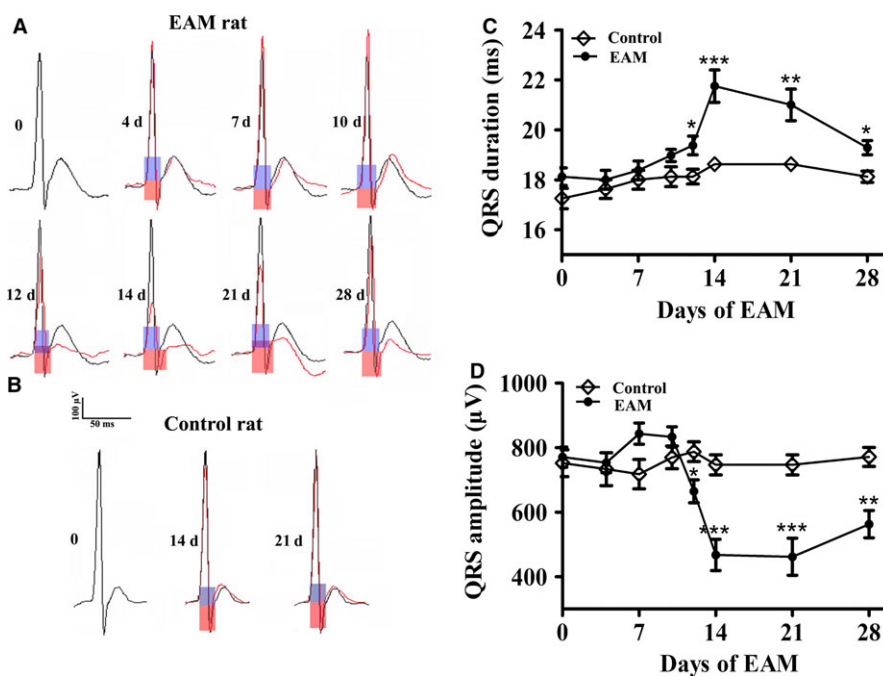 A
EAM rat
0
4 d
7 d
10 d
12 d
14 d
21 d
28 d
B
100 µV
50 ms
Control rat
0
14 d
21 d
C
Control
EAM
QRS duration (ms)
24
22
20
18
16
*
***
**
*
0
7
14
21
28
Days of EAM
D
Control
EAM
QRS amplitude (µ V)
1000
800
600
400
*
***
***
**
0
7
14
21
28
Days of EAM